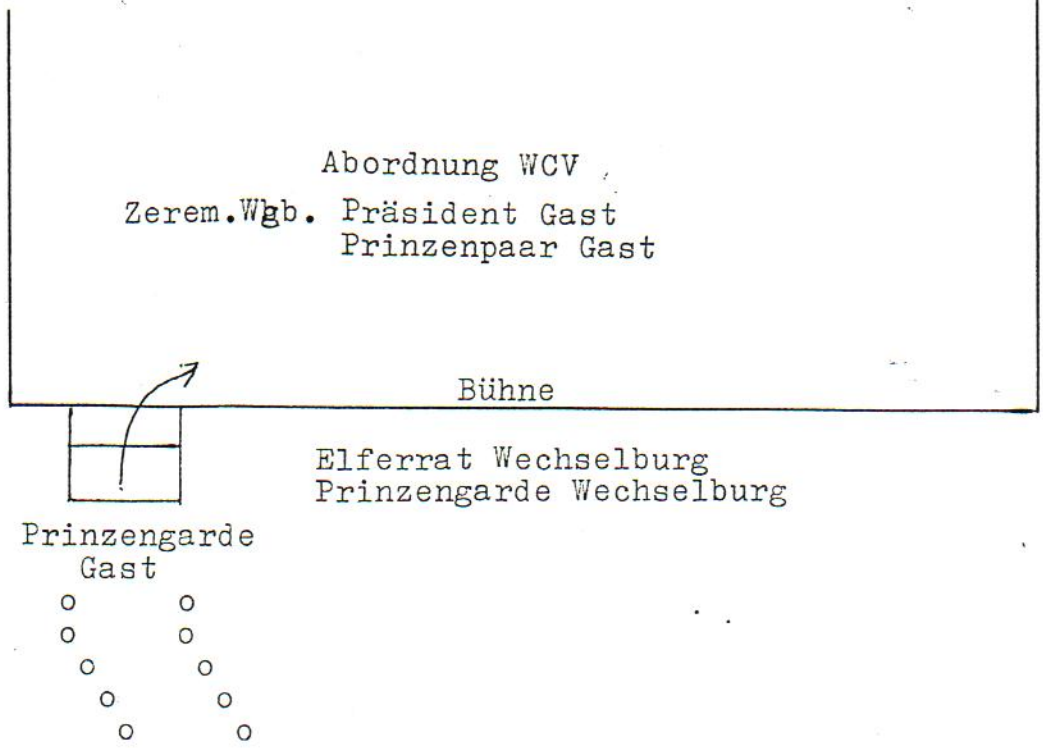 Abordnung WCV
Zerem.Wgb. Präsident Gast
Prinzenpaar Gast
Bühne
Elferrat Wechselburg
Prinzengarde Wechselburg
Prinzengarde
Gast
o o
o o
o o
o o
o o